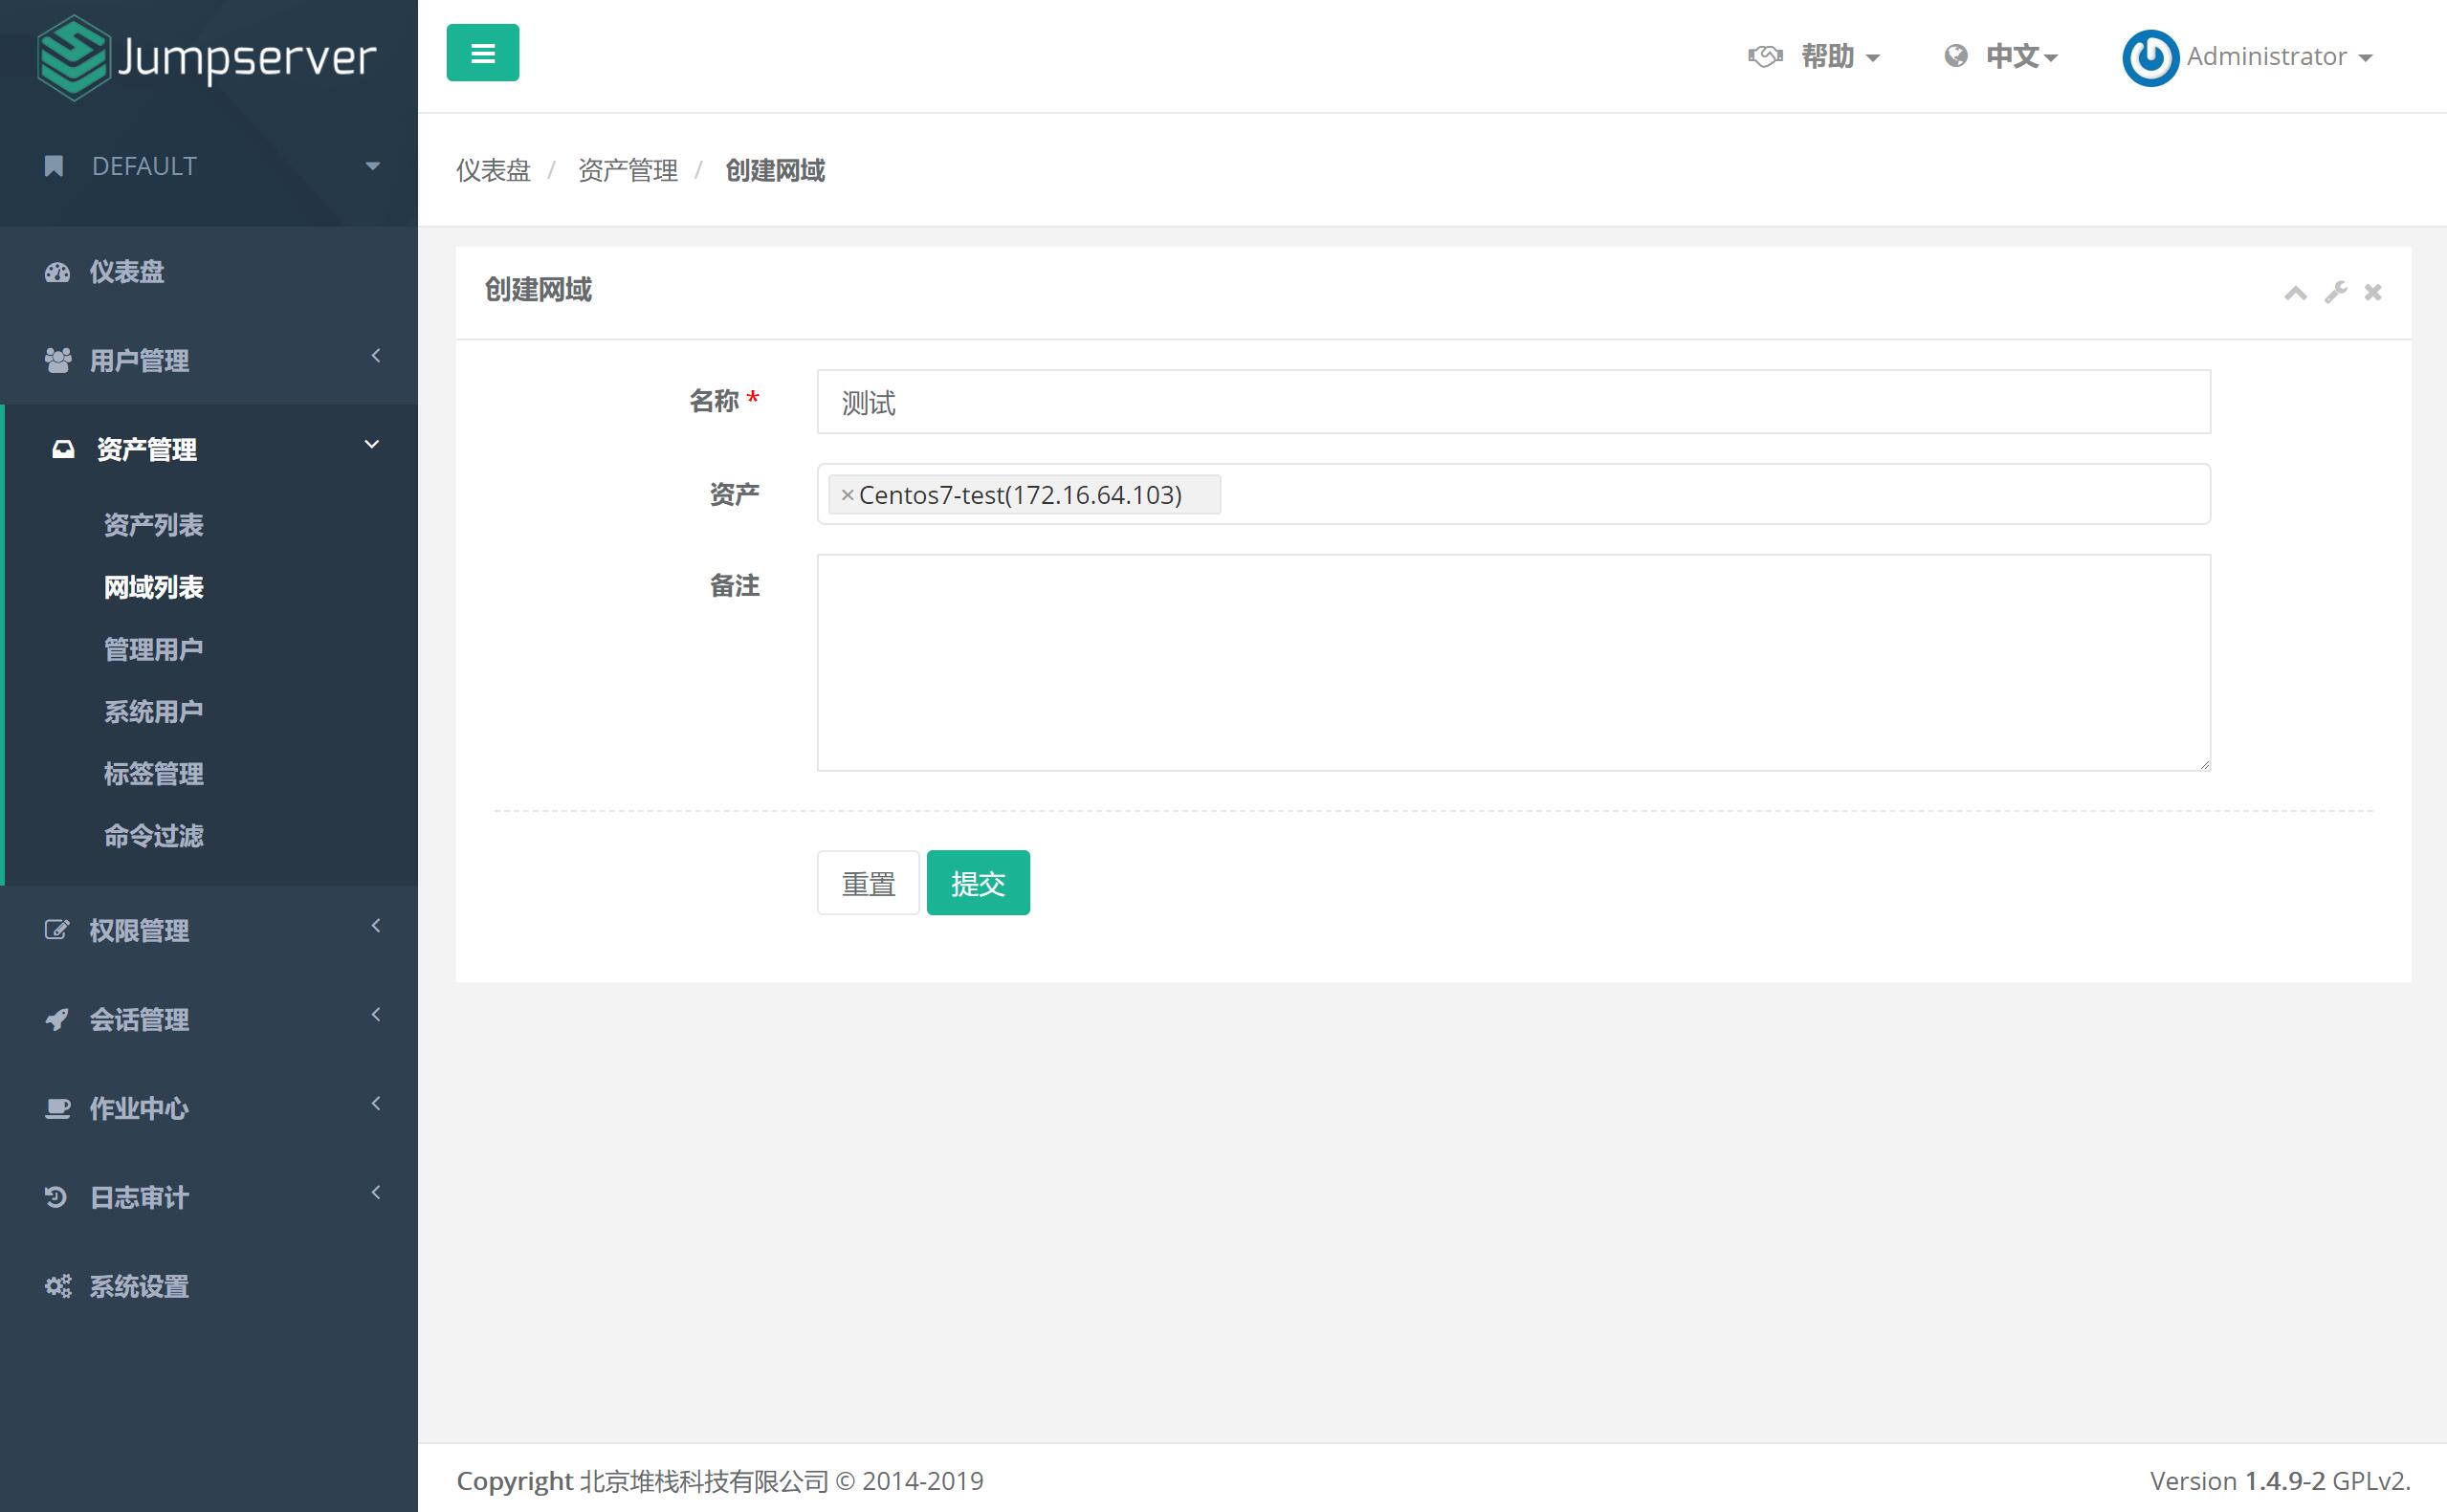 Jumpserver
帮助
中文
Administrator
DEFAULT
仪表盘 / 资产管理 / 创建网域
仪表盘
用户管理
资产管理
资产列表
网域列表
管理用户
系统用户
标签管理
命令过滤
权限管理
会话管理
作业中心
日志审计
系统设置
创建网域
名称 *
测试
资产
×Centos7-test(172.16.64.103)
备注
重置
提交
Copyright 北京堆栈科技有限公司 © 2014-2019
Version 1.4.9-2 GPLv2.